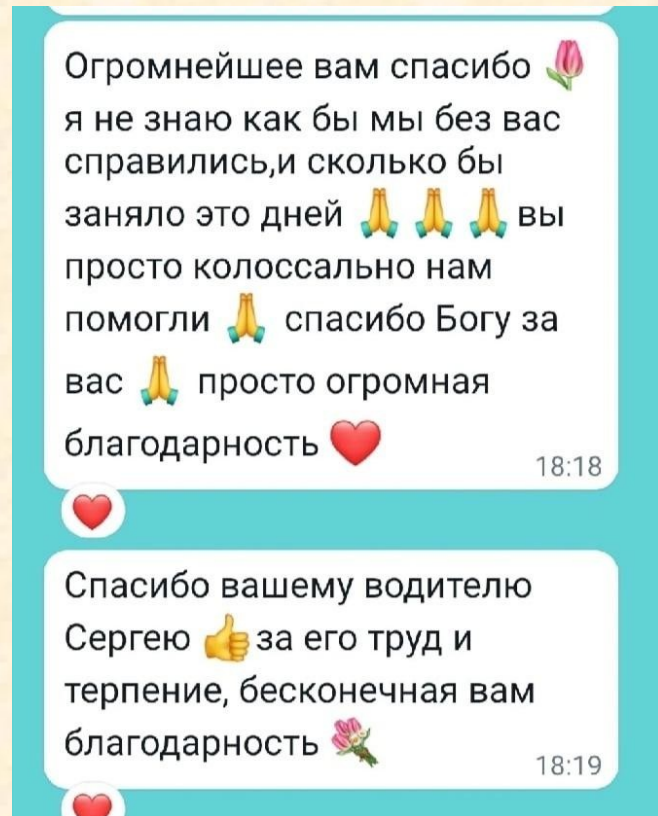 Огромнейшее вам спасибо 🌷
я не знаю как бы мы без вас
справились,и сколько бы
заняло это дней 🙏 🙏 🙏 вы
просто колоссально нам
помогли 🙏 спасибо Богу за
вас 🙏 просто огромная
благодарность ❤️
18:18
Спасибо вашему водителю
Сергею 👍за его труд и
терпение, бесконечная вам
благодарность 💐
18:19